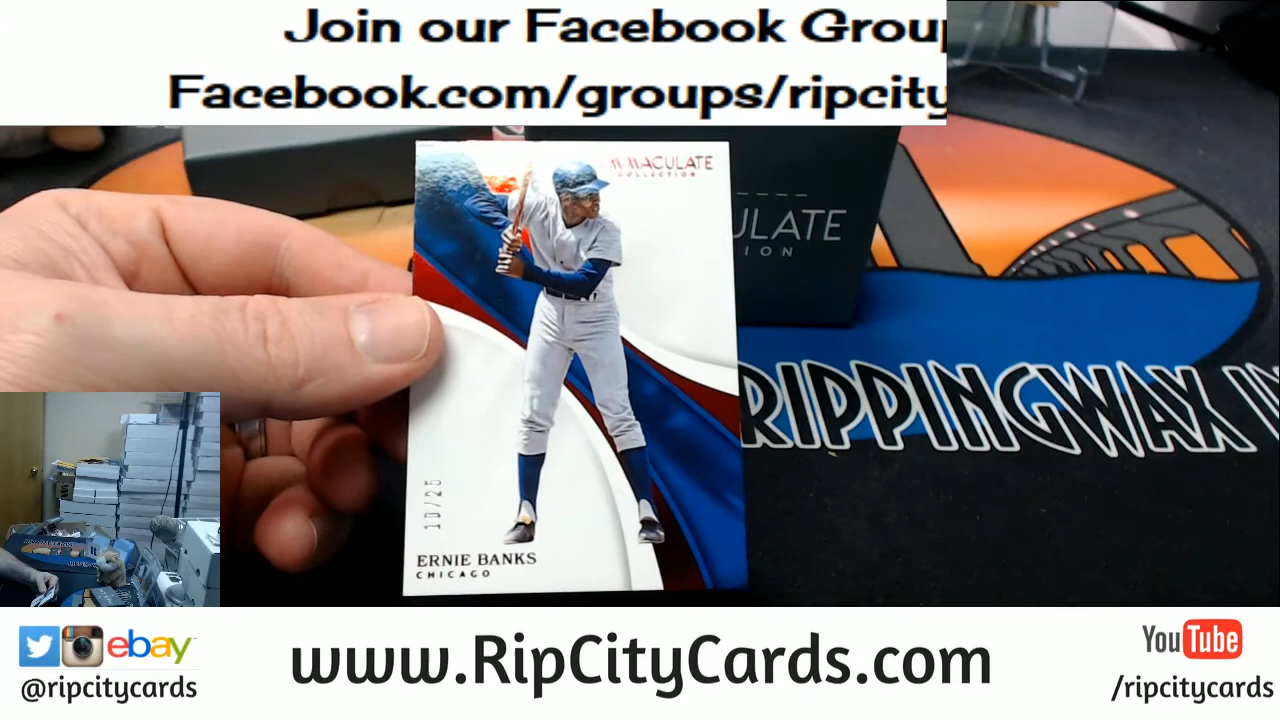 Join our Facebook Grou
Facebook.com/groups/ripcity
IMMACULATE
COLLECTION
ULATE
ION
RIPPINGWAX
10/25
ERNIE BANKS
CHICAGO
ebay
@ripcitycards
www.RipCityCards.com
YouTube
/ripcitycards